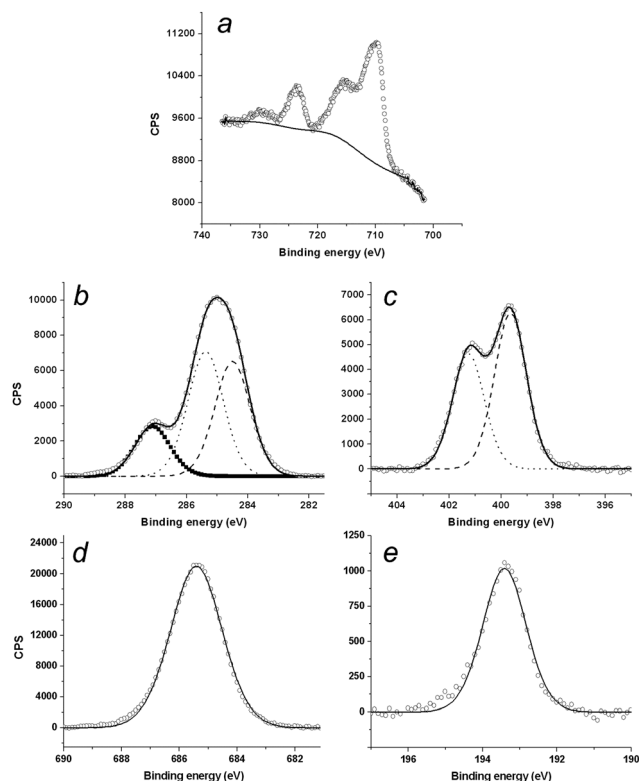 a
11200
10400
9600
8800
8000
CPS
740 730 720 710 700
Binding energy (eV)
b
10000
8000
6000
4000
2000
0
CPS
290 288 286 284 282
Binding energy (eV)
c
7000
6000
5000
4000
3000
2000
1000
0
404 402 400 398 396
Binding energy (eV)
d
24000
20000
16000
12000
8000
4000
0
CPS
690 688 686 684 682
Binding energy (eV)
e
1250
1000
750
500
250
0
196 194 192 190
Binding energy (eV)